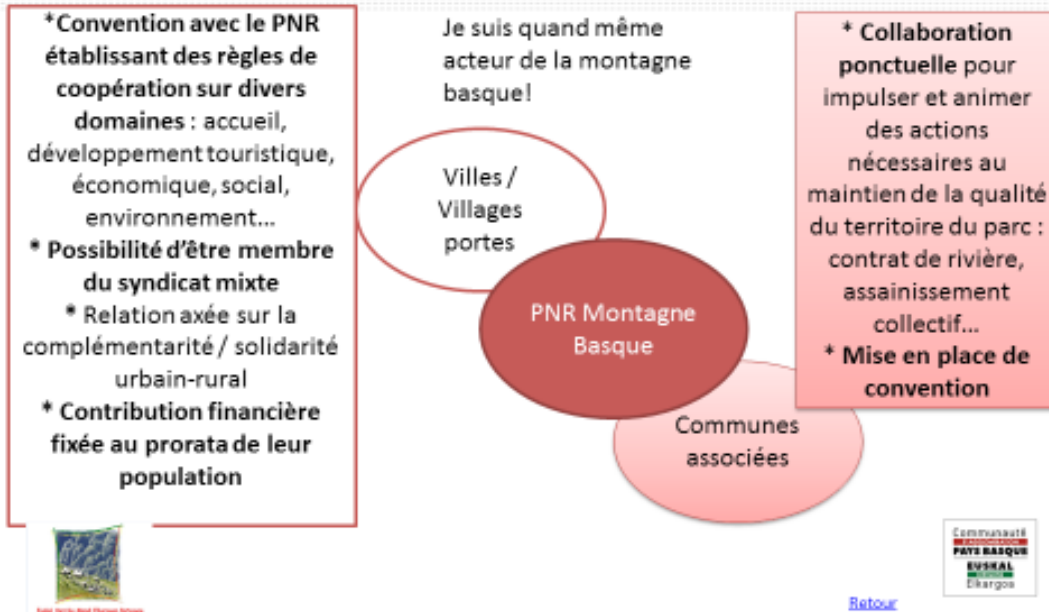 *Convention avec le PNR
établissant des règles de
coopération sur divers
domaines : accueil,
développement touristique,
économique, social,
environnement...
* Possibilité d'être membre
du syndicat mixte
* Relation axée sur la
complémentarité / solidarité
urbain-rural
* Contribution financière
fixée au prorata de leur
population
Je suis quand même
acteur de la montagne
basque!
Villes /
Villages
portes
PNR Montagne
Basque
Communes
associées
* Collaboration
ponctuelle pour
impulser et animer
des actions
nécessaires au
maintien de la qualité
du territoire du parc :
contrat de rivière,
assainissement
collectif...
* Mise en place de
convention
Communauté
D'AGGLOMÉRATION
PAYS BASQUE
EUSKAL
Elkargoa
Retour